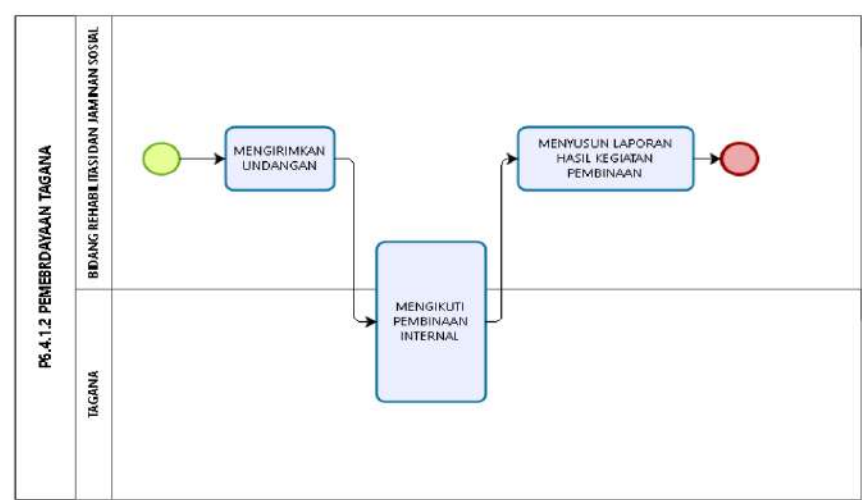 P6.4.1.2 PEMEBRDAYAAN TAGANA
BIDANG REHABILITASI DAN JAMINAN SOSIAL
MENGIRIMKAN
UNDANGAN
MENYUSUN LAPORAN
HASIL KEGIATAN
PEMBINAAN
MENGIKUTI
PEMBINAAN
INTERNAL
TAGANA